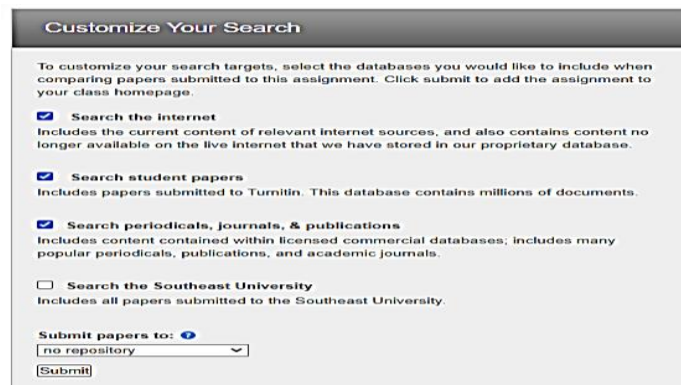 Customize Your Search
To customize your search targets, select the databases you would like to include when
comparing papers submitted to this assignment. Click submit to add the assignment to
your class homepage.
Search the internet
Includes the current content of relevant internet sources, and also contains content no
longer available on the live internet that we have stored in our proprietary database.
Search student papers
Includes papers submitted to Turnitin. This database contains millions of documents.
Search periodicals, journals, & publications
Includes content contained within licensed commercial databases; includes many
popular periodicals, publications, and academic journals.
Search the Southeast University
Includes all papers submitted to the Southeast University.
Submit papers to: ?
no repository
Submit